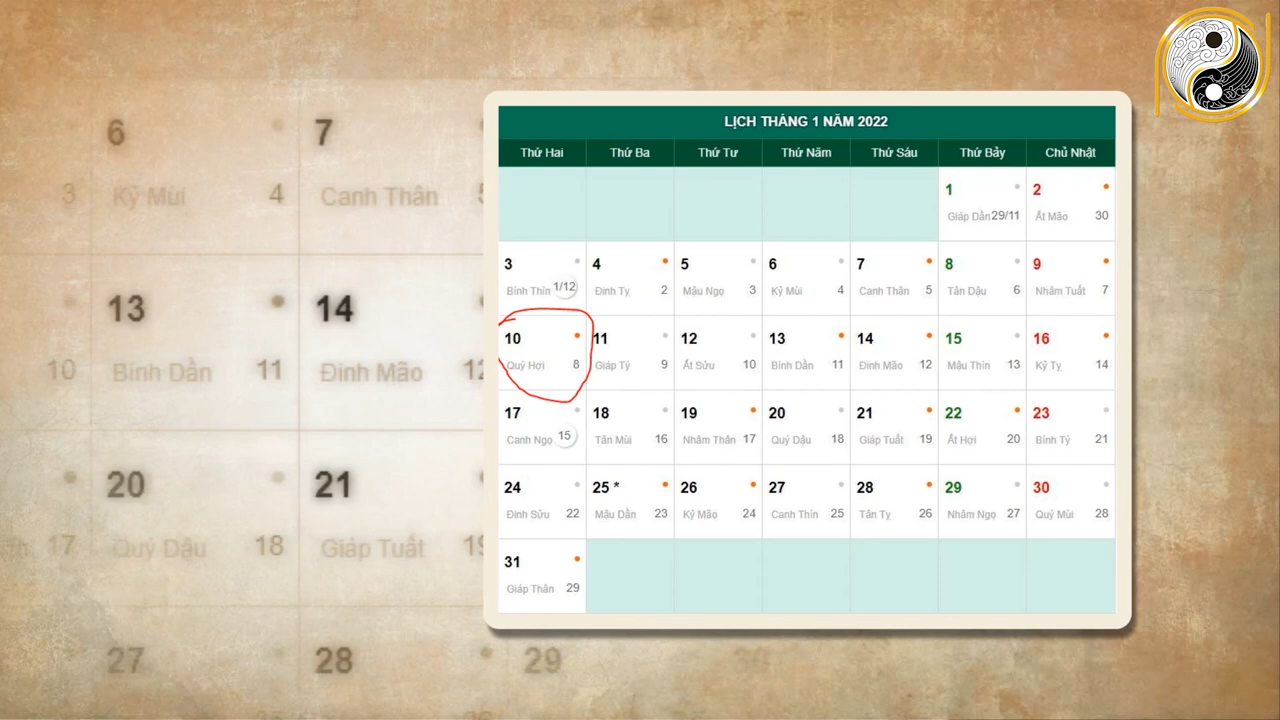 LỊCH THÁNG 1 NĂM 2022
Thứ Hai Thứ Ba Thứ Tư Thứ Năm Thứ Sáu Thứ Bảy Chủ Nhật
1 2
Giáp Dần 29/11 Ất Mão 30
3 4 5 6 7 8 9
Bính Thìn 1/12 Đinh Tỵ 2 Mậu Ngọ 3 Kỷ Mùi 4 Canh Thân 5 Tân Dậu 6 Nhâm Tuất 7
10 11 12 13 14 15 16
Quý Hợi 8 Giáp Tý 9 Ất Sửu 10 Bính Dần 11 Đinh Mão 12 Mậu Thìn 13 Kỷ Tỵ 14
17 18 19 20 21 22 23
Canh Ngọ 15 Tân Mùi 16 Nhâm Thân 17 Quý Dậu 18 Giáp Tuất 19 Ất Hợi 20 Bính Tý 21
24 25 * 26 27 28 29 30
Đinh Sửu 22 Mậu Dần 23 Kỷ Mão 24 Canh Thìn 25 Tân Tỵ 26 Nhâm Ngọ 27 Quý Mùi 28
31
Giáp Thân 29
6 7
3 Kỷ Mùi 4 Canh Thân
13 14
10 Bính Dần 11 Đinh Mão 12
20 21
17 Quý Dậu 18 Giáp Tuất 19
27 28 29 30